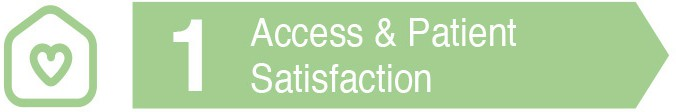 1
Access & Patient
Satisfaction